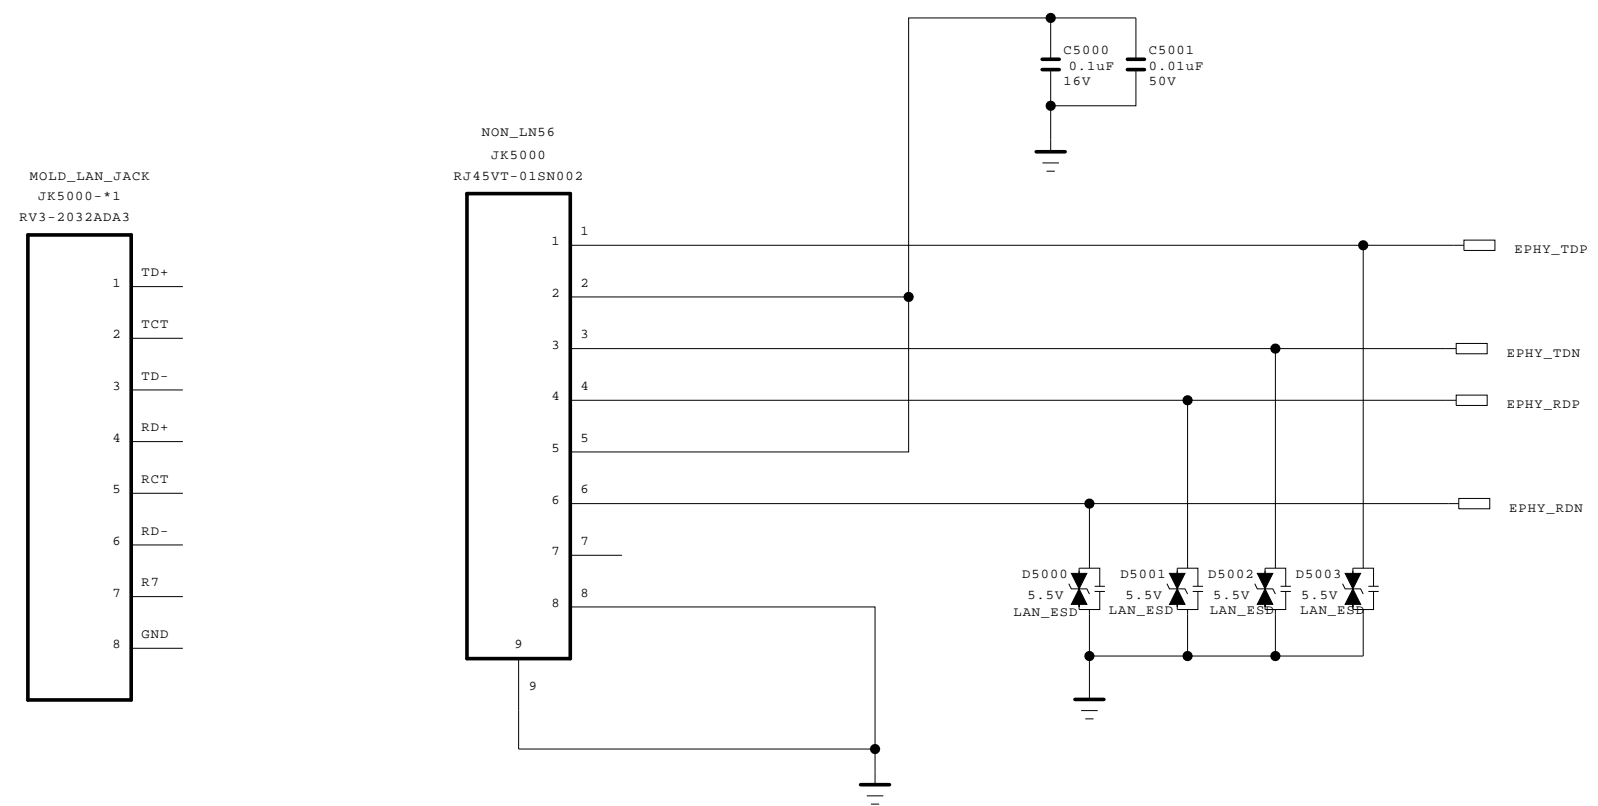 C5000
0.1uF
16V
C5001
0.01uF
50V
NON_LN56
JK5000
RJ45VT-01SN002
MOLD_LAN_JACK
JK5000-*1
RV3-2032ADA3
1 TD+
2 TCT
3 TD-
4 RD+
5 RCT
6 RD-
7 R7
8 GND
1 1
2 2
3 3
4 4
5 5
6 6
7 7
8 8
9
9
EPHY_TDP
EPHY_TDN
EPHY_RDP
EPHY_RDN
D5000
5.5V
LAN_ESD
D5001
5.5V
LAN_ESD
D5002
5.5V
LAN_ESD
D5003
5.5V
LAN_ESD